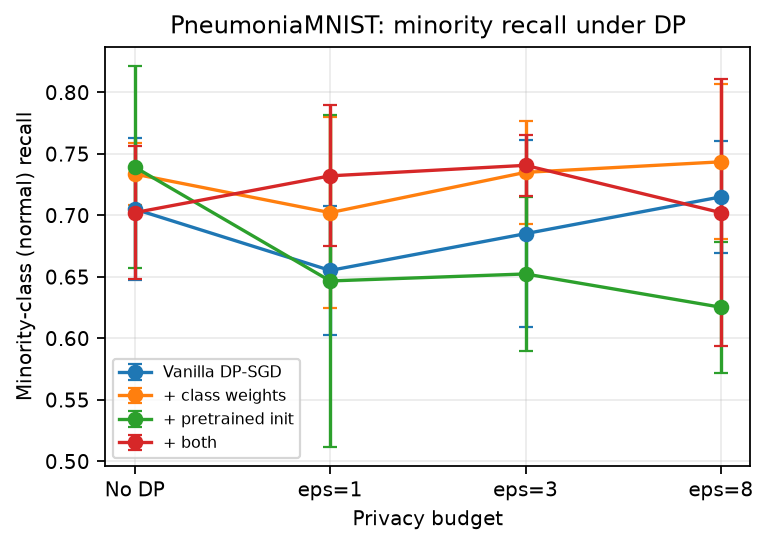 PneumoniaMNIST: minority recall under DP
Minority-class (normal) recall
0.80
0.75
0.70
0.65
0.60
0.55
0.50
Vanilla DP-SGD
+ class weights
+ pretrained init
+ both
No DP
eps=1
eps=3
eps=8
Privacy budget